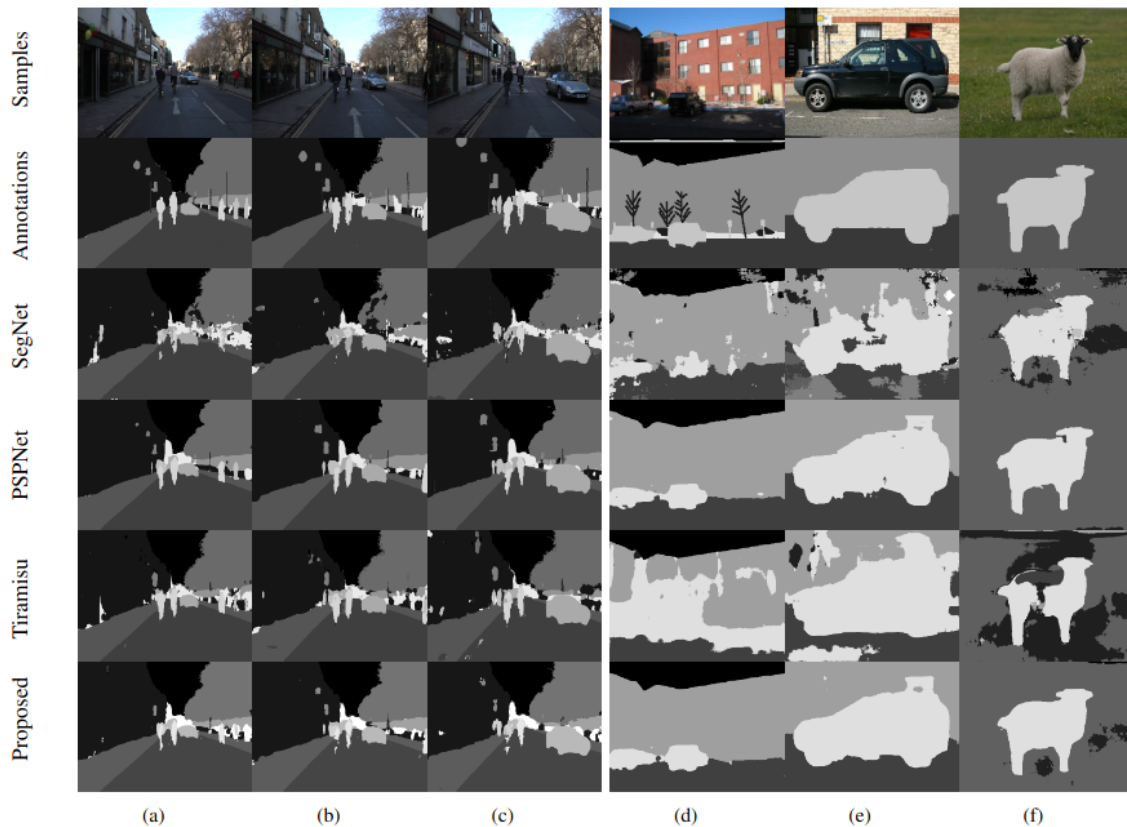 Samples
Annotations
SegNet
PSPNet
Tiramisu
Proposed
(a) (b) (c) (d) (e) (f)